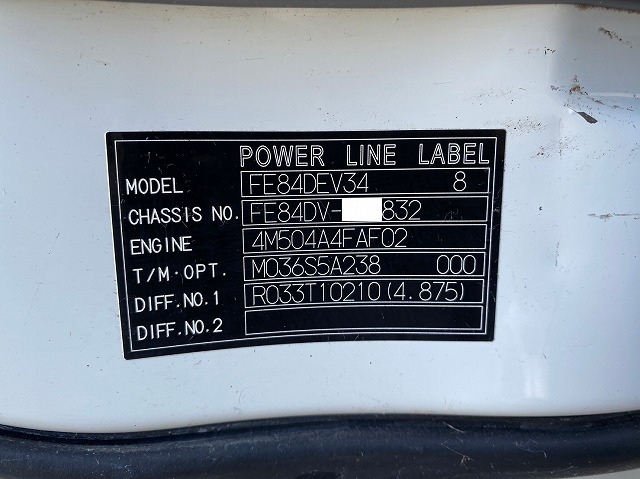 POWER LINE LABEL
MODEL FE84DEV34 8
CHASSIS NO. FE84DV- 832
ENGINE 4M504A4FAF02
T/M·OPT. M036S5A238 000
DIFF.NO.1 R033T10210(4.875)
DIFF.NO.2